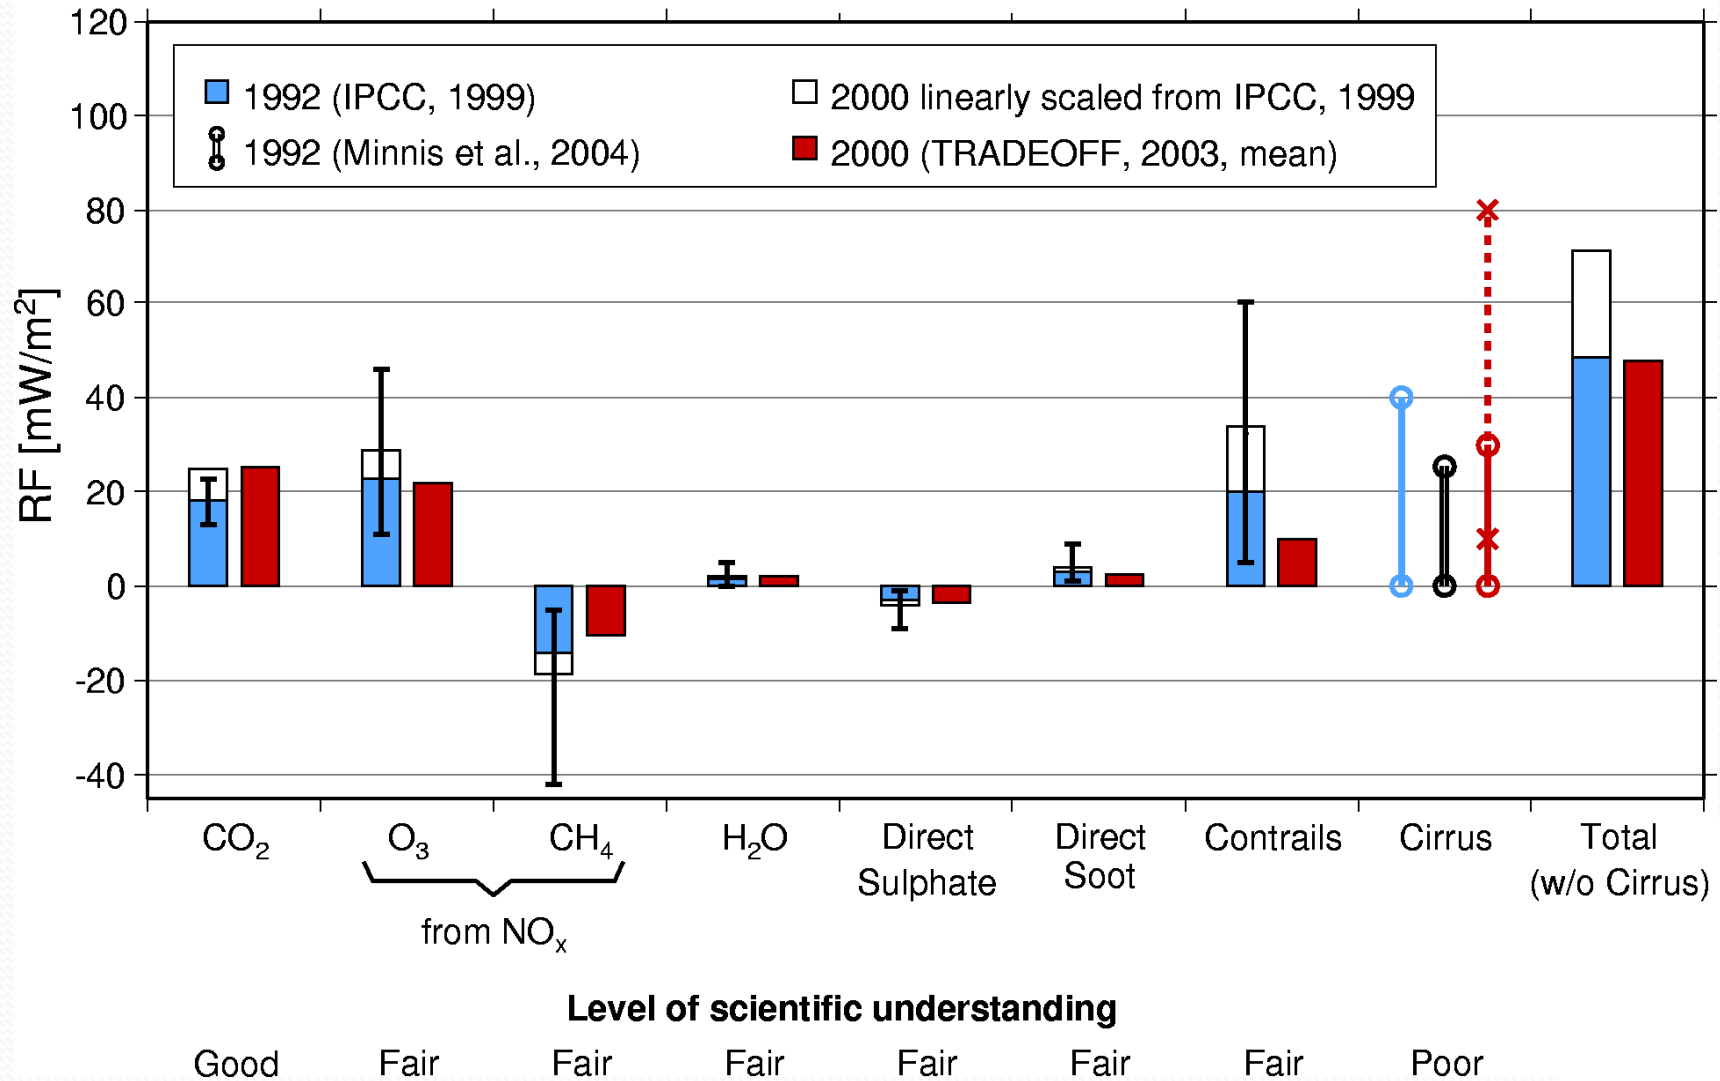 120
100
80
60
40
20
0
-20
-40
RF [mW/m²]
1992 (IPCC, 1999)
2000 linearly scaled from IPCC, 1999
1992 (Minnis et al., 2004)
2000 (TRADEOFF, 2003, mean)
CO₂
O₃
CH₄
H₂O
Direct
Sulphate
Direct
Soot
Contrails
Cirrus
Total
(w/o Cirrus)
from NOₓ
Level of scientific understanding
Good Fair Fair Fair Fair Fair Fair Poor